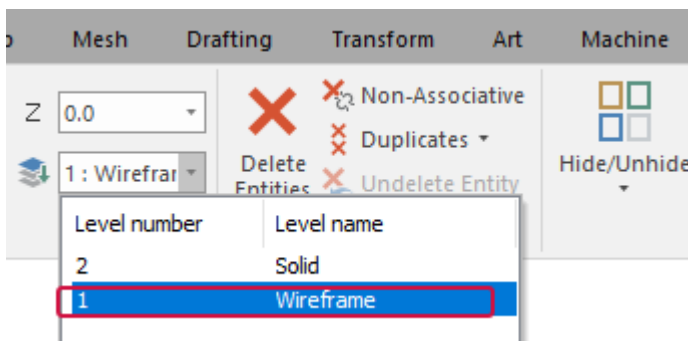 Mesh Drafting Transform Art Machine
Z 0.0
Non-Associative
Duplicates
1 : Wirefrar
Delete
Entities
Undelete Entity
Hide/Unhide
Level number Level name
2 Solid
1 Wireframe